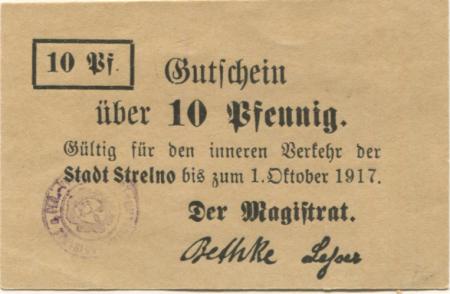 10 Pf.
Gutschein
über 10 Pfennig.
Gültig für den inneren Verkehr der
Stadt Strelno bis zum 1. Oktober 1917.
Der Magistrat.
Bethke